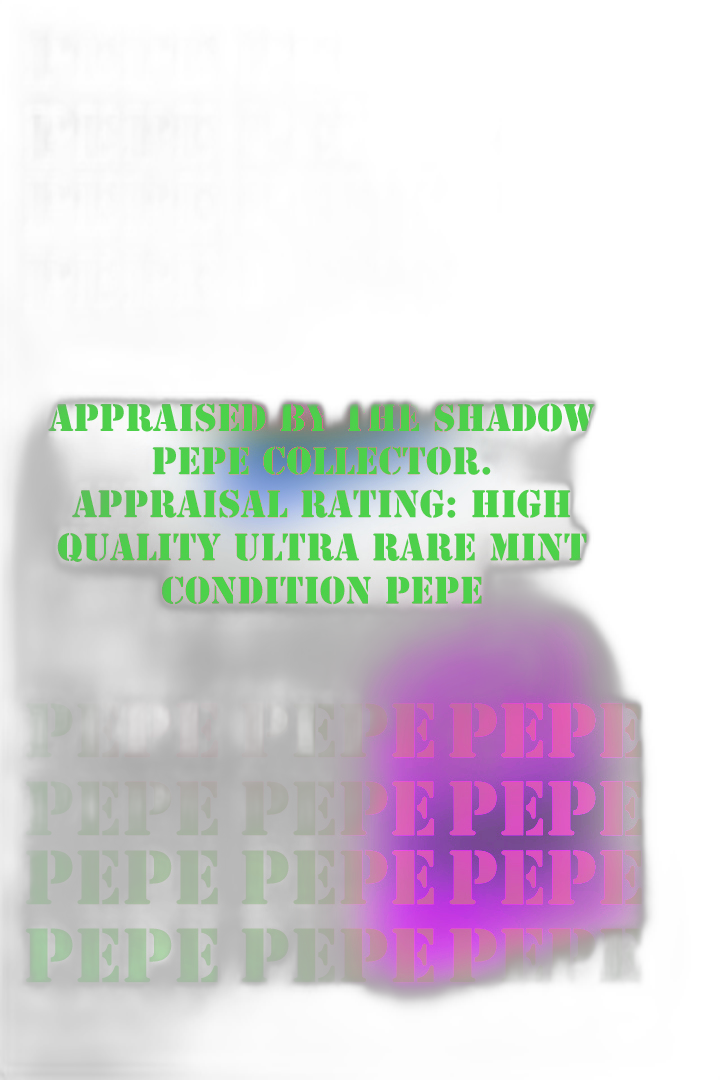 APPRAISED BY THE SHADOW
PEPE COLLECTOR.
APPRAISAL RATING: HIGH
QUALITY ULTRA RARE MINT
CONDITION PEPE
PEPE PEPE PEPE
PEPE PEPE PEPE
PEPE PEPE PEPE
PEPE PEPE PEPE